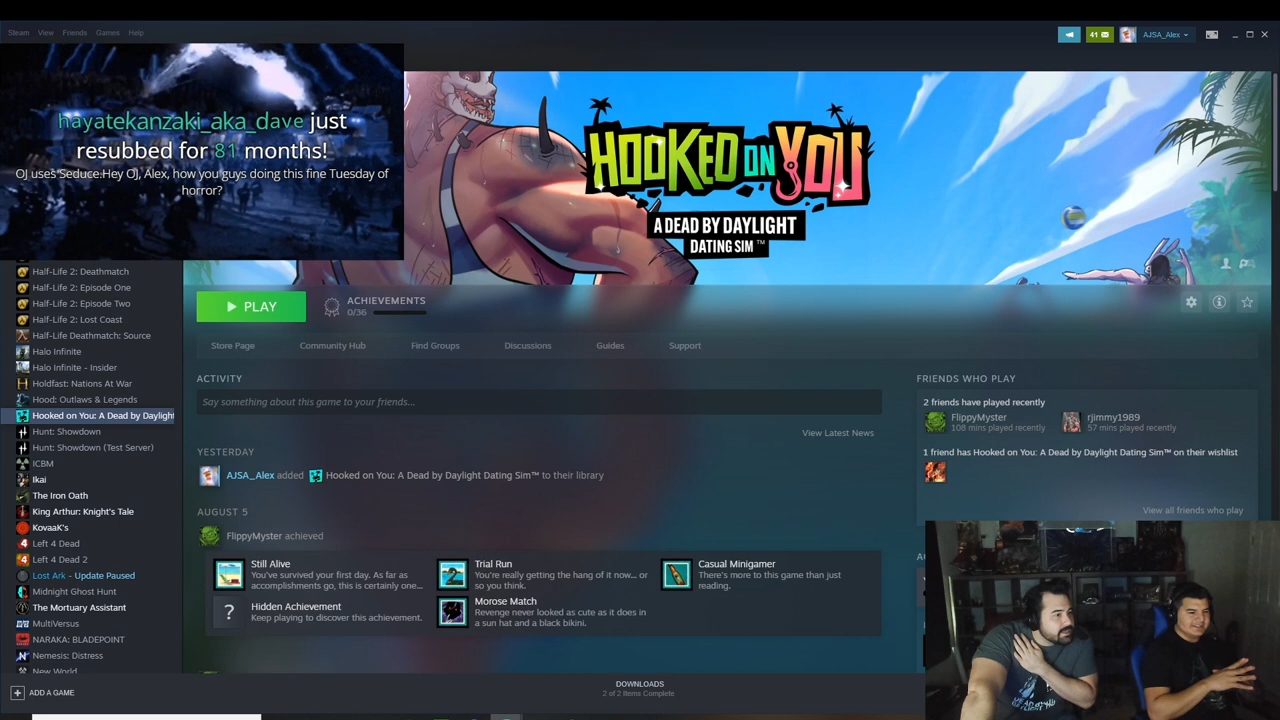 Steam View Friends Games Help
41 AJSA_Alex
hayatekanzaki_aka_dave just
resubbed for 81 months!
OJ uses Seduce.Hey OJ, Alex, how you guys doing this fine Tuesday of
horror?
HOOKED ON YOU
A DEAD BY DAYLIGHT
DATING SIM™
Half-Life 2: Deathmatch
Half-Life 2: Episode One
Half-Life 2: Episode Two
Half-Life 2: Lost Coast
Half-Life Deathmatch: Source
Halo Infinite
Halo Infinite - Insider
Holdfast: Nations At War
Hood: Outlaws & Legends
Hooked on You: A Dead by Daylight
Hunt: Showdown
Hunt: Showdown (Test Server)
ICBM
Ikai
The Iron Oath
King Arthur: Knight's Tale
KovaaK's
Left 4 Dead
Left 4 Dead 2
Lost Ark - Update Paused
Midnight Ghost Hunt
The Mortuary Assistant
MultiVersus
NARAKA: BLADEPOINT
Nemesis: Distress
New World
ADD A GAME
PLAY
ACHIEVEMENTS
0/36
Store Page Community Hub Find Groups Discussions Guides Support
ACTIVITY
Say something about this game to your friends...
View Latest News
YESTERDAY
AJSA_Alex added Hooked on You: A Dead by Daylight Dating Sim™ to their library
AUGUST 5
FlippyMyster achieved
Still Alive
You've survived your first day. As far as
accomplishments go, this is certainly one...
Trial Run
You're really getting the hang of it now... or
so you think.
Casual Minigamer
There's more to this game than just
reading.
?
Hidden Achievement
Keep playing to discover this achievement.
Morose Match
Revenge never looked as cute as it does in
a sun hat and a black bikini.
FRIENDS WHO PLAY
2 friends have played recently
FlippyMyster
108 mins played recently
rjimmy1989
57 mins played recently
1 friend has Hooked on You: A Dead by Daylight Dating Sim™ on their wishlist
View all friends who play
DOWNLOADS
2 of 2 Items Complete